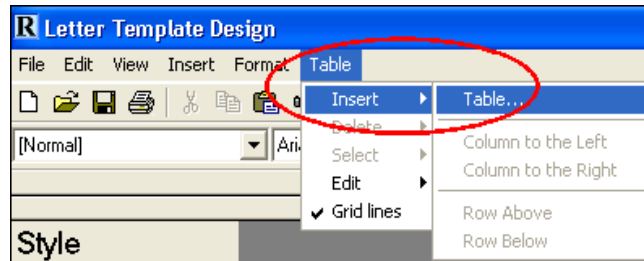 R Letter Template Design
File Edit View Insert Format Table
Insert Table...
[Normal] Ari
Delete
Column to the Left
Select
Column to the Right
Edit
Grid lines
Row Above
Style
Row Below